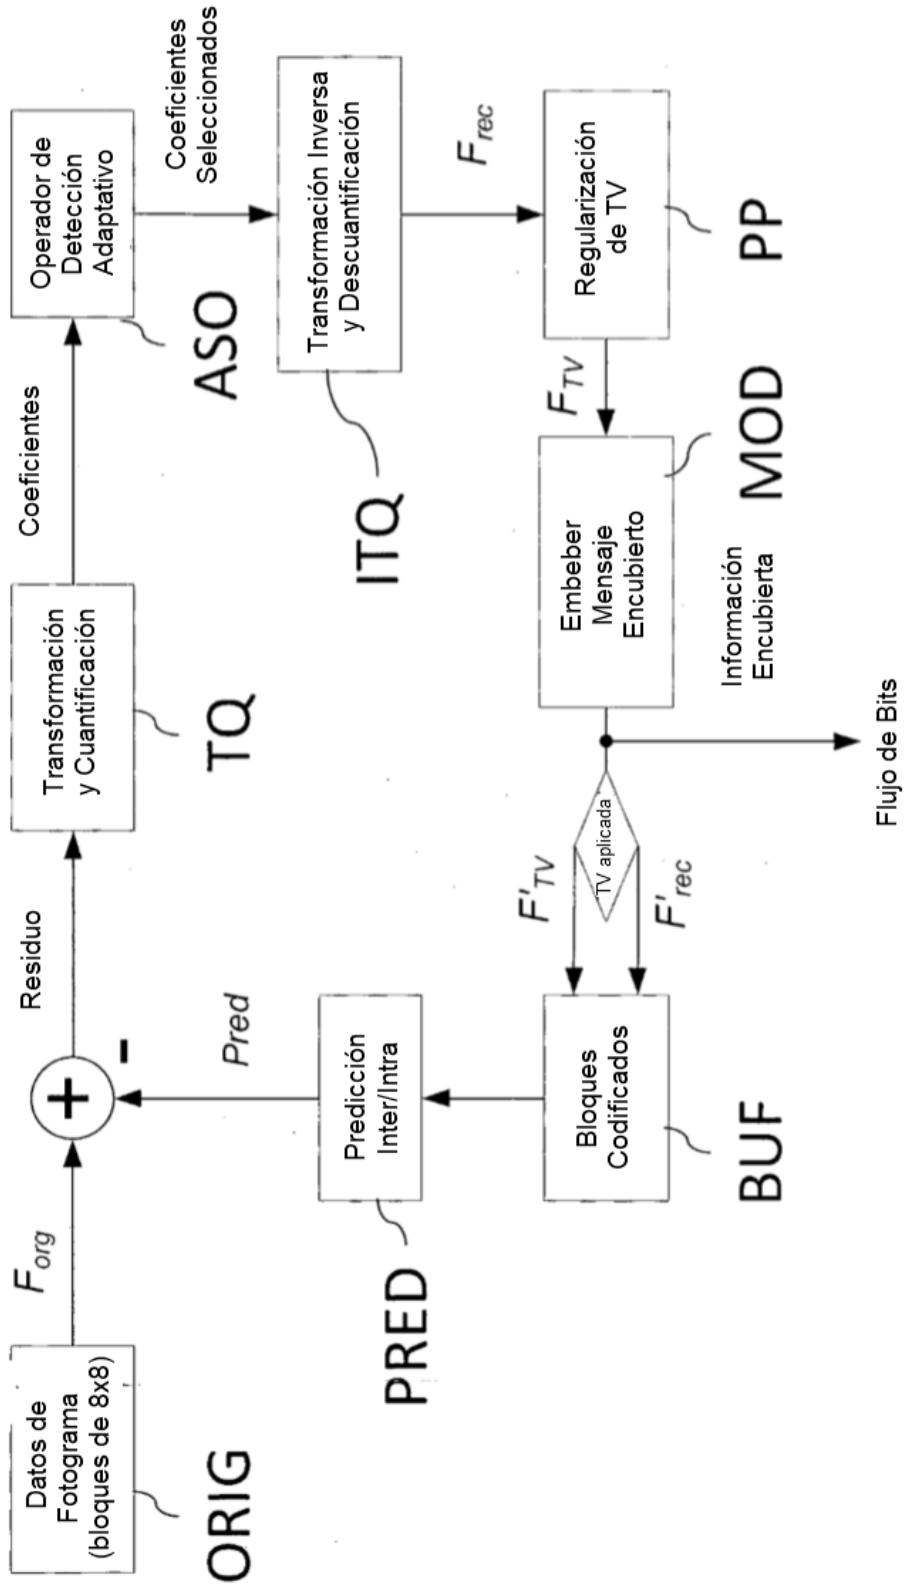 Datos de
Fotograma
(bloques de 8x8)
ORIG
F_org
+
-
Residuo
Transformación
y Cuantificación
TQ
Coeficientes
Operador de
Detección
Adaptativo
ASO
Coeficientes
Seleccionados
Transformación Inversa
y Descuantificación
ITQ
F_rec
Regularización
de TV
PP
F_TV
Embeber
Mensaje
Encubierto
MOD
Información
Encubierta
Flujo de Bits
TV aplicada
F'_TV
F'_rec
Bloques
Codificados
BUF
Predicción
Inter/Intra
PRED
Pred